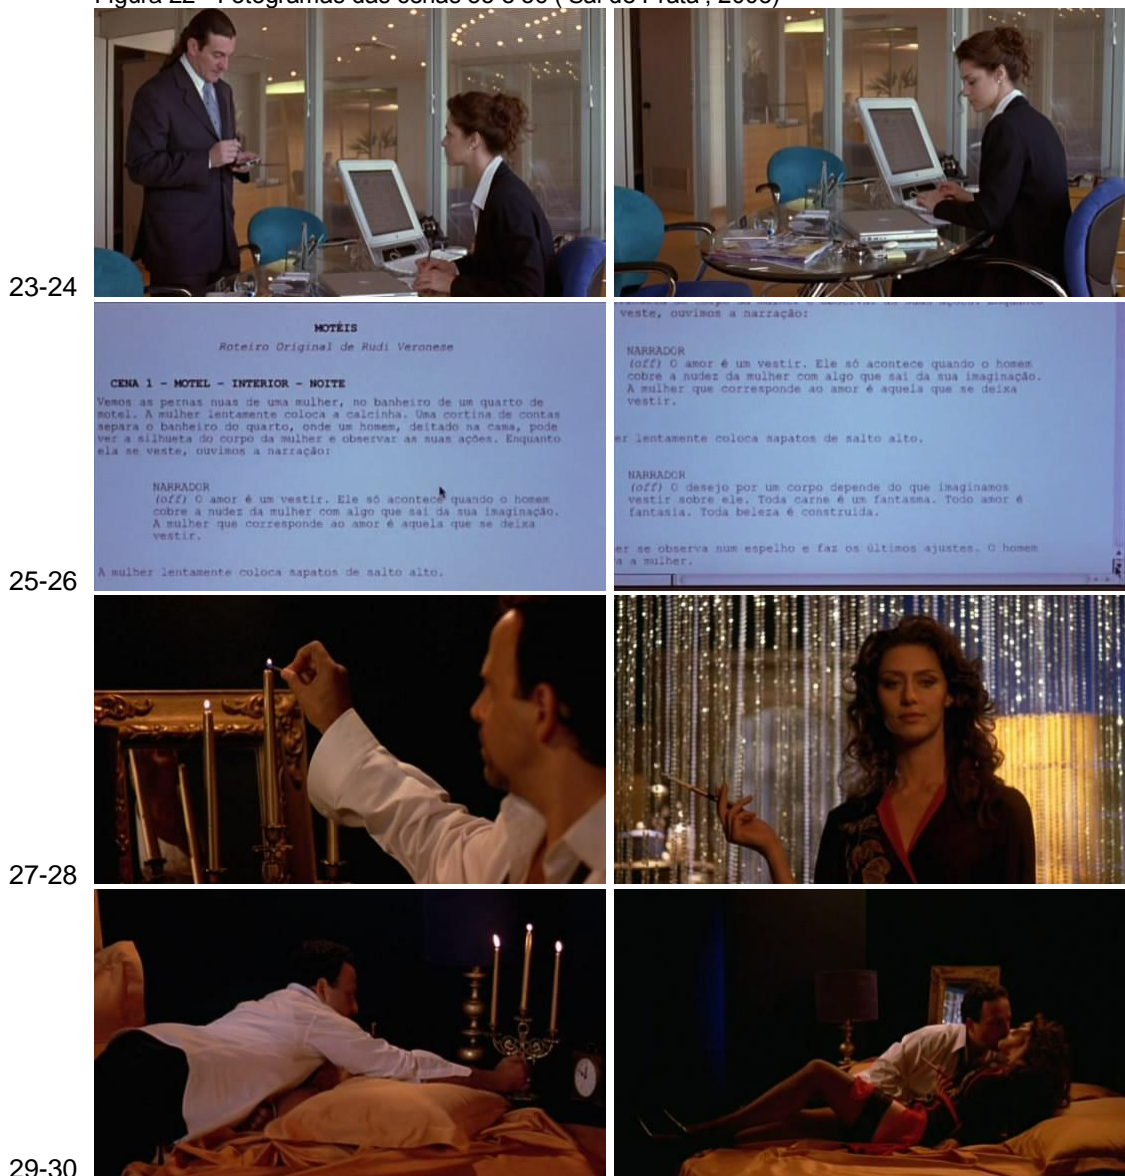 Figura 22 - Fotogramas das cenas
23-24
MOTÉIS
Roteiro Original de Rudi Veronese
CENA 1 - MOTEL - INTERIOR - NOITE
Vemos as pernas nuas de uma mulher, no banheiro de um quarto de
motel. A mulher lentamente coloca a calcinha. Uma cortina de contas
separa o banheiro do quarto, onde um homem, deitado na cama, pode
ver a silhueta do corpo da mulher e observar as suas ações. Enquanto
ela se veste, ouvimos a narração:
NARRADOR
(off) O amor é um vestir. Ele só acontece quando o homem
cobre a nudez da mulher com algo que sai da sua imaginação.
A mulher que corresponde ao amor é aquela que se deixa
vestir.
A mulher lentamente coloca sapatos de salto alto.
veste, ouvimos a narração:
NARRADOR
(off) O amor é um vestir. Ele só acontece quando o homem
cobre a nudez da mulher com algo que sai da sua imaginação.
A mulher que corresponde ao amor é aquela que se deixa
vestir.
er lentamente coloca sapatos de salto alto.
NARRADOR
(off) O desejo por um corpo depende do que imaginamos
vestir sobre ele. Toda carne é um fantasma. Todo amor é
fantasia. Toda beleza é construída.
er se observa num espelho e faz os últimos ajustes. O homem
a a mulher.
25-26
27-28
29-30